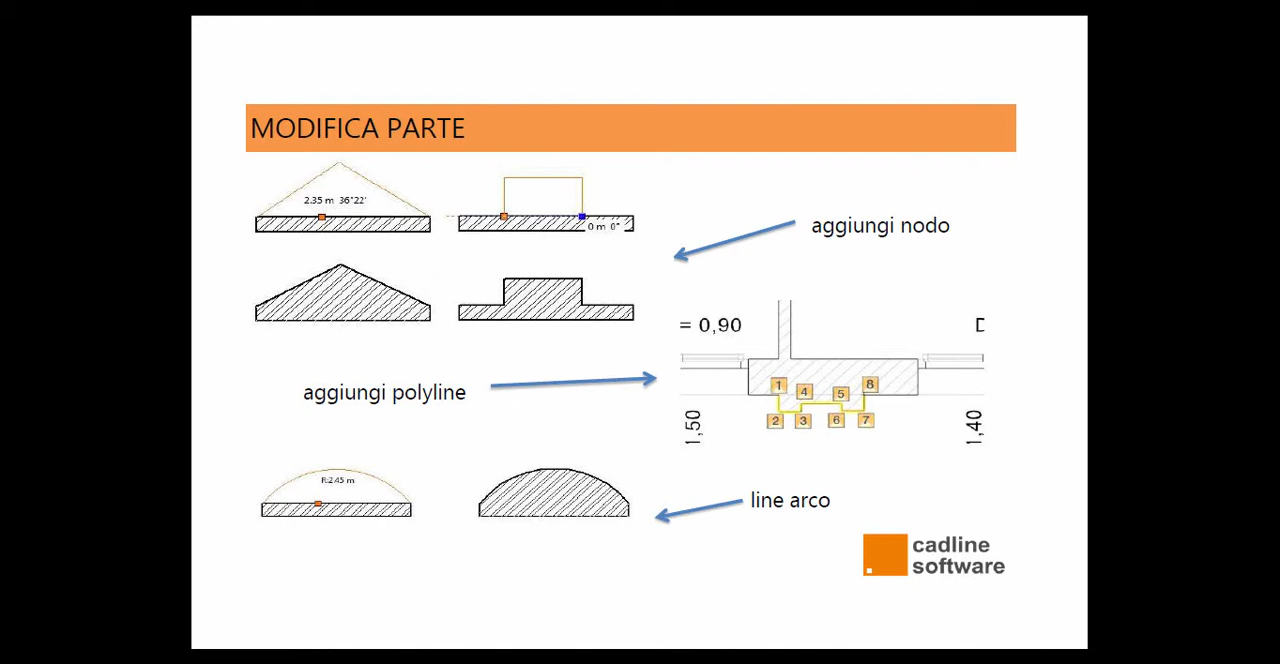 MODIFICA PARTE
2.35 m 36°22'
0 m 0°
aggiungi nodo
= 0,90
D
aggiungi polyline
1
4
5
8
2
3
6
7
1,50
1,40
R:2.45 m
line arco
cadline
software